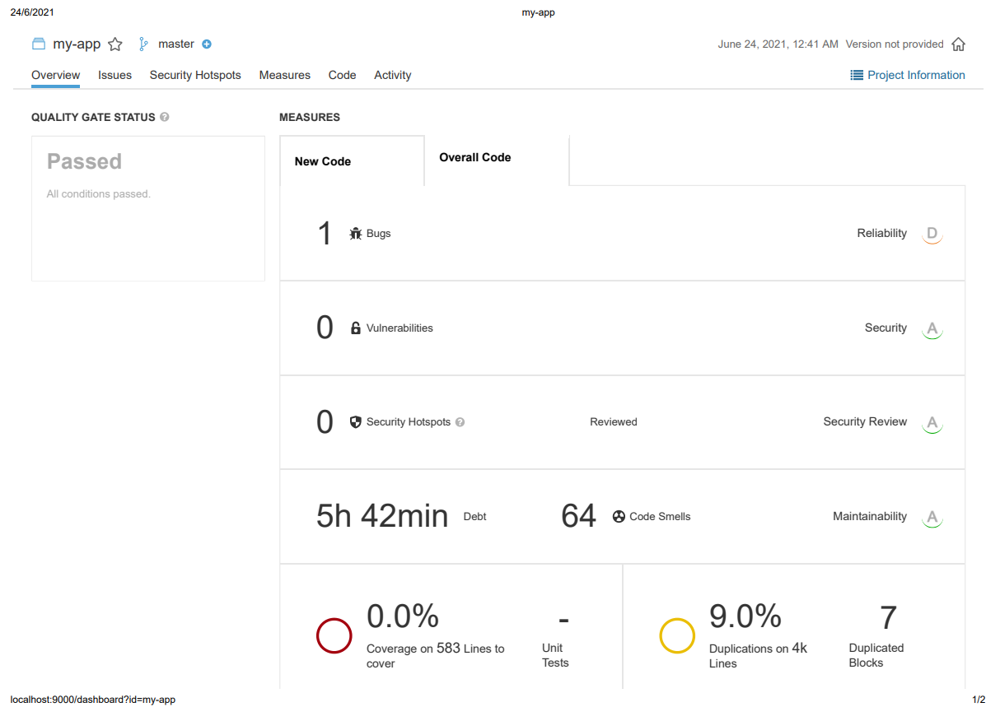 24/6/2021
my-app
my-app
master
June 24, 2021, 12:41 AM Version not provided
Overview Issues Security Hotspots Measures Code Activity
Project Information
QUALITY GATE STATUS ?
MEASURES
Passed
All conditions passed.
New Code
Overall Code
1 Bugs
Reliability D
0 Vulnerabilities
Security A
0 Security Hotspots ?
Reviewed
Security Review A
5h 42min Debt
64 Code Smells
Maintainability A
0.0%
Coverage on 583 Lines to
cover
-
Unit
Tests
9.0%
Duplications on 4k
Lines
7
Duplicated
Blocks
localhost:9000/dashboard?id=my-app
1/2